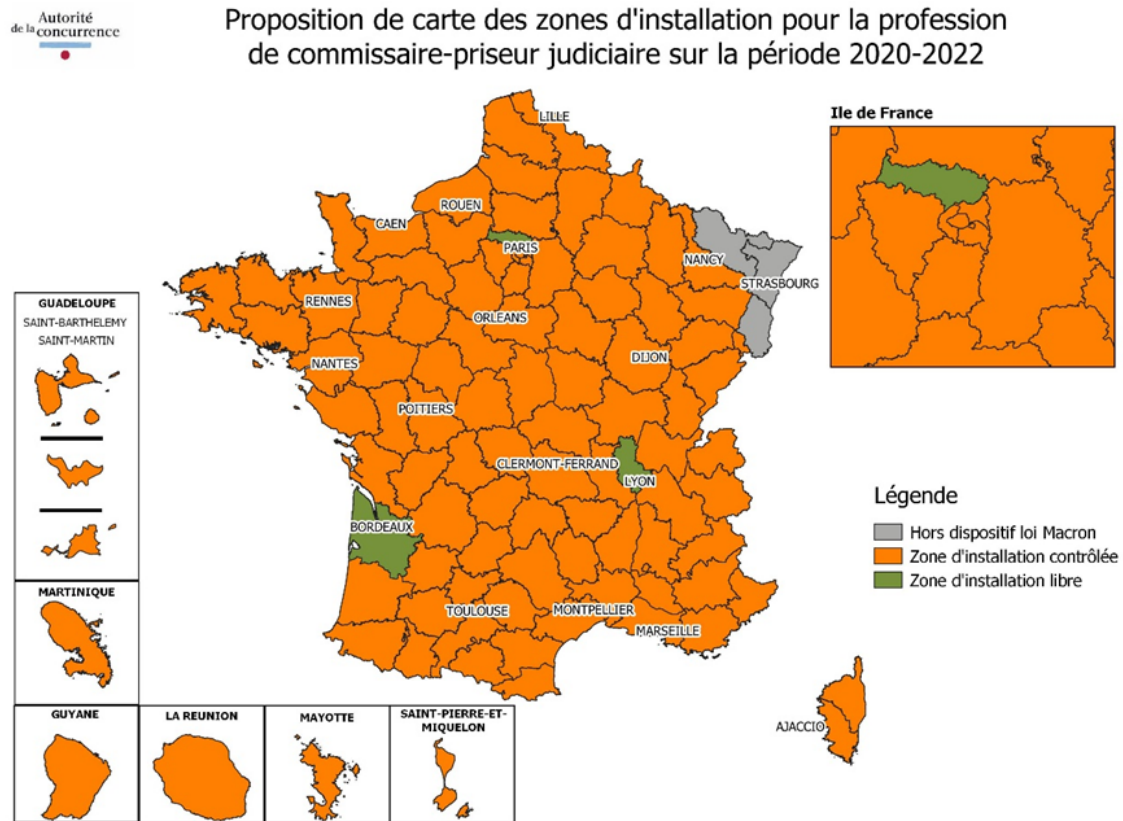 Autorité
de la concurrence
Proposition de carte des zones d'installation pour la profession
de commissaire-priseur judiciaire sur la période 2020-2022
Ile de France
LILLE
ROUEN
CAEN
PARIS
NANCY
STRASBOURG
RENNES
ORLEANS
NANTES
DIJON
POITIERS
CLERMONT-FERRAND
LYON
BORDEAUX
TOULOUSE
MONTPELLIER
MARSEILLE
AJACCIO
GUADELOUPE
SAINT-BARTHELEMY
SAINT-MARTIN
MARTINIQUE
GUYANE
LA REUNION
MAYOTTE
SAINT-PIERRE-ET-
MIQUELON
Légende
Hors dispositif loi Macron
Zone d'installation contrôlée
Zone d'installation libre